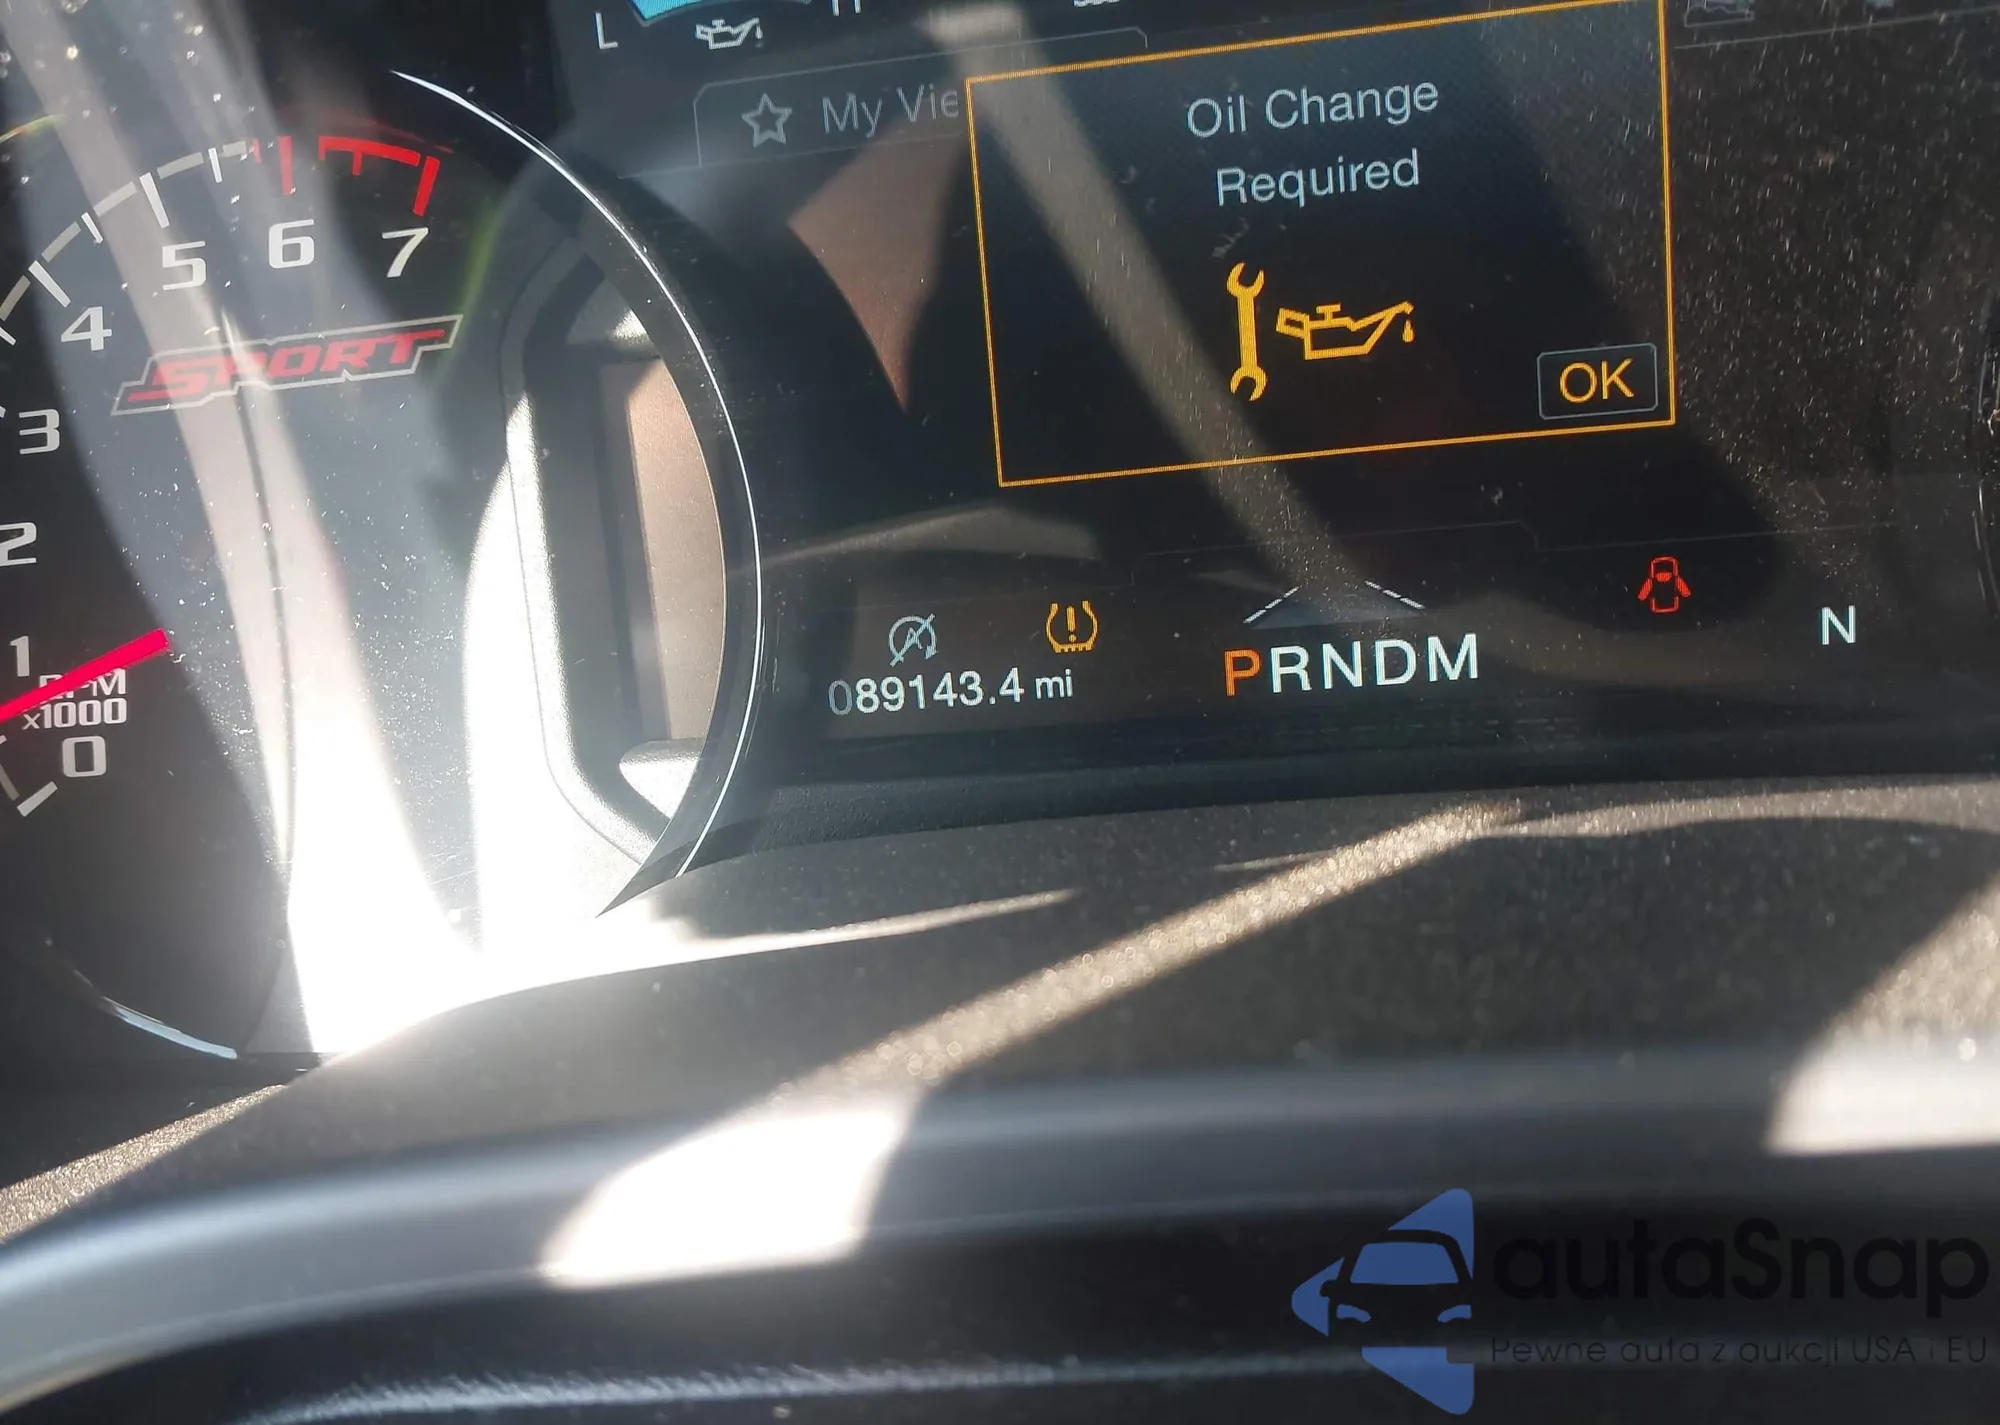 L
My Vie
Oil Change
Required
OK
7
6
5
4
3
2
1
0
RPM
x1000
SPORT
089143.4 mi
PRNDM
N
autaSnap
Pewne auta z aukcji USA i EU